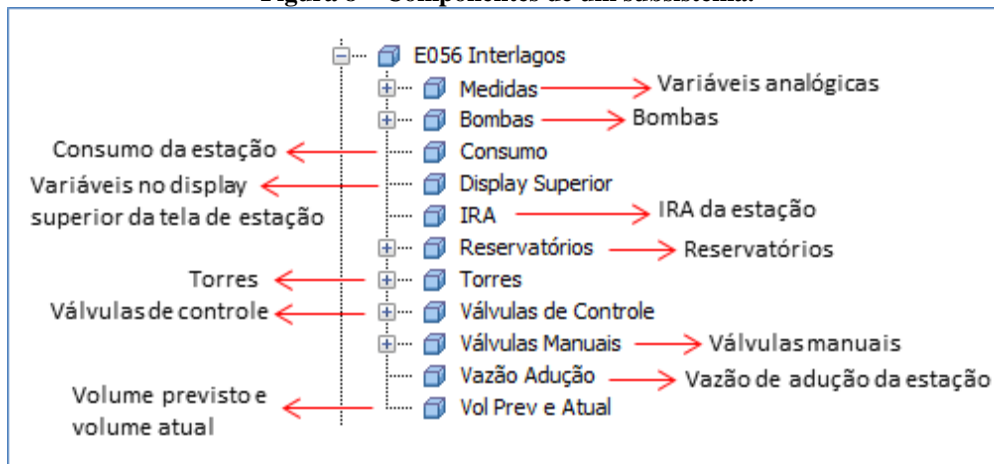 E056 Interlagos
Medidas
Variáveis analógicas
Bombas
Bombas
Consumo da estação
Consumo
Variáveis no display
superior da tela de estação
Display Superior
IRA
IRA da estação
Reservatórios
Reservatórios
Torres
Torres
Válvulas de controle
Válvulas de Controle
Válvulas Manuais
Válvulas manuais
Vazão Adução
Vazão de adução da estação
Volume previsto e
volume atual
Vol Prev e Atual